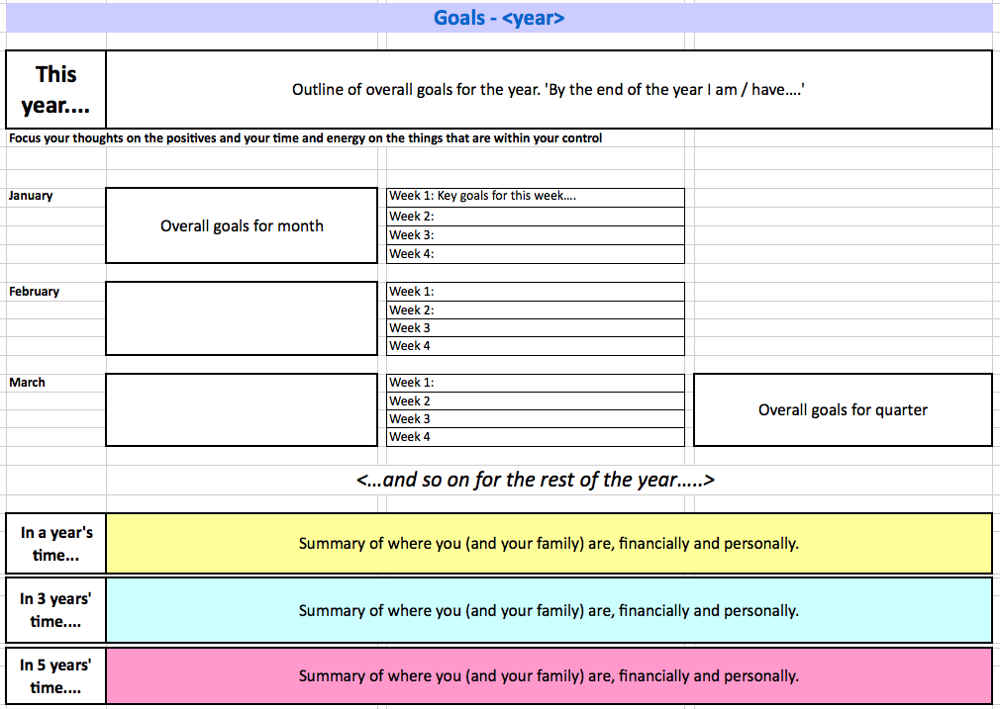 Goals - <year>
This
year....
Outline of overall goals for the year. 'By the end of the year I am / have....'
Focus your thoughts on the positives and your time and energy on the things that are within your control
January
Overall goals for month
Week 1: Key goals for this week....
Week 2:
Week 3:
Week 4:
February
Week 1:
Week 2:
Week 3
Week 4
March
Week 1:
Week 2
Week 3
Week 4
Overall goals for quarter
<...and so on for the rest of the year.....>
In a year's
time...
Summary of where you (and your family) are, financially and personally.
In 3 years'
time....
Summary of where you (and your family) are, financially and personally.
In 5 years'
time....
Summary of where you (and your family) are, financially and personally.